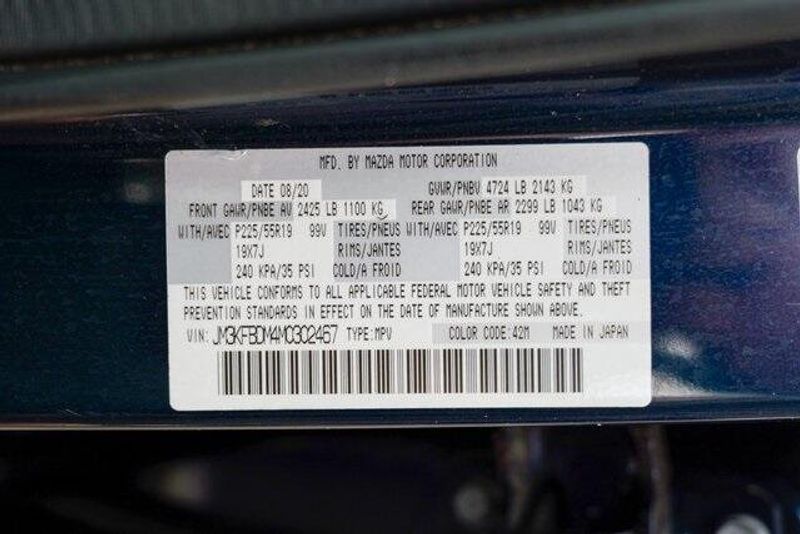 MFD. BY MAZDA MOTOR CORPORATION
DATE 08/20 GVWR/PNBV 4724 LB 2143 KG
FRONT GAWR/PNBE AV 2425 LB 1100 KG REAR GAWR/PNBE AR 2299 LB 1043 KG
WITH/AVEC P225/55R19 99V TIRES/PNEUS WITH/AVEC P225/55R19 99V TIRES/PNEUS
19X7J RIMS/JANTES 19X7J RIMS/JANTES
240 KPA/35 PSI COLD/A FROID 240 KPA/35 PSI COLD/A FROID
THIS VEHICLE CONFORMS TO ALL APPLICABLE FEDERAL MOTOR VEHICLE SAFETY AND THEFT
PREVENTION STANDARDS IN EFFECT ON THE DATE OF MANUFACTURE SHOWN ABOVE.
VIN: JM3KFBDM4M0302467 TYPE:MPV COLOR CODE:42M MADE IN JAPAN